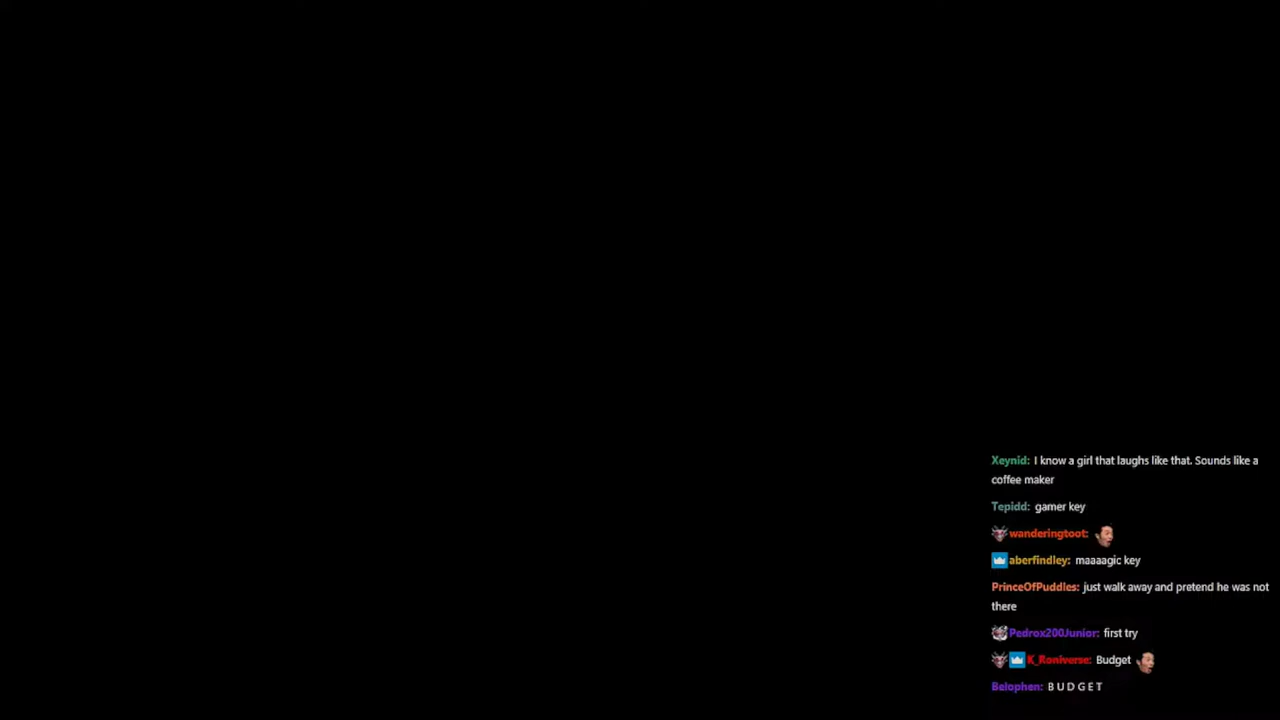 Xeynid: I know a girl that laughs like that. Sounds like a
coffee maker
Tepidd: gamer key
wanderingtoot:
aberfindley: maaaagic key
PrinceOfPuddles: just walk away and pretend he was not
there
Pedrox200Junior: first try
K_Roniverse: Budget
Belophen: B U D G E T